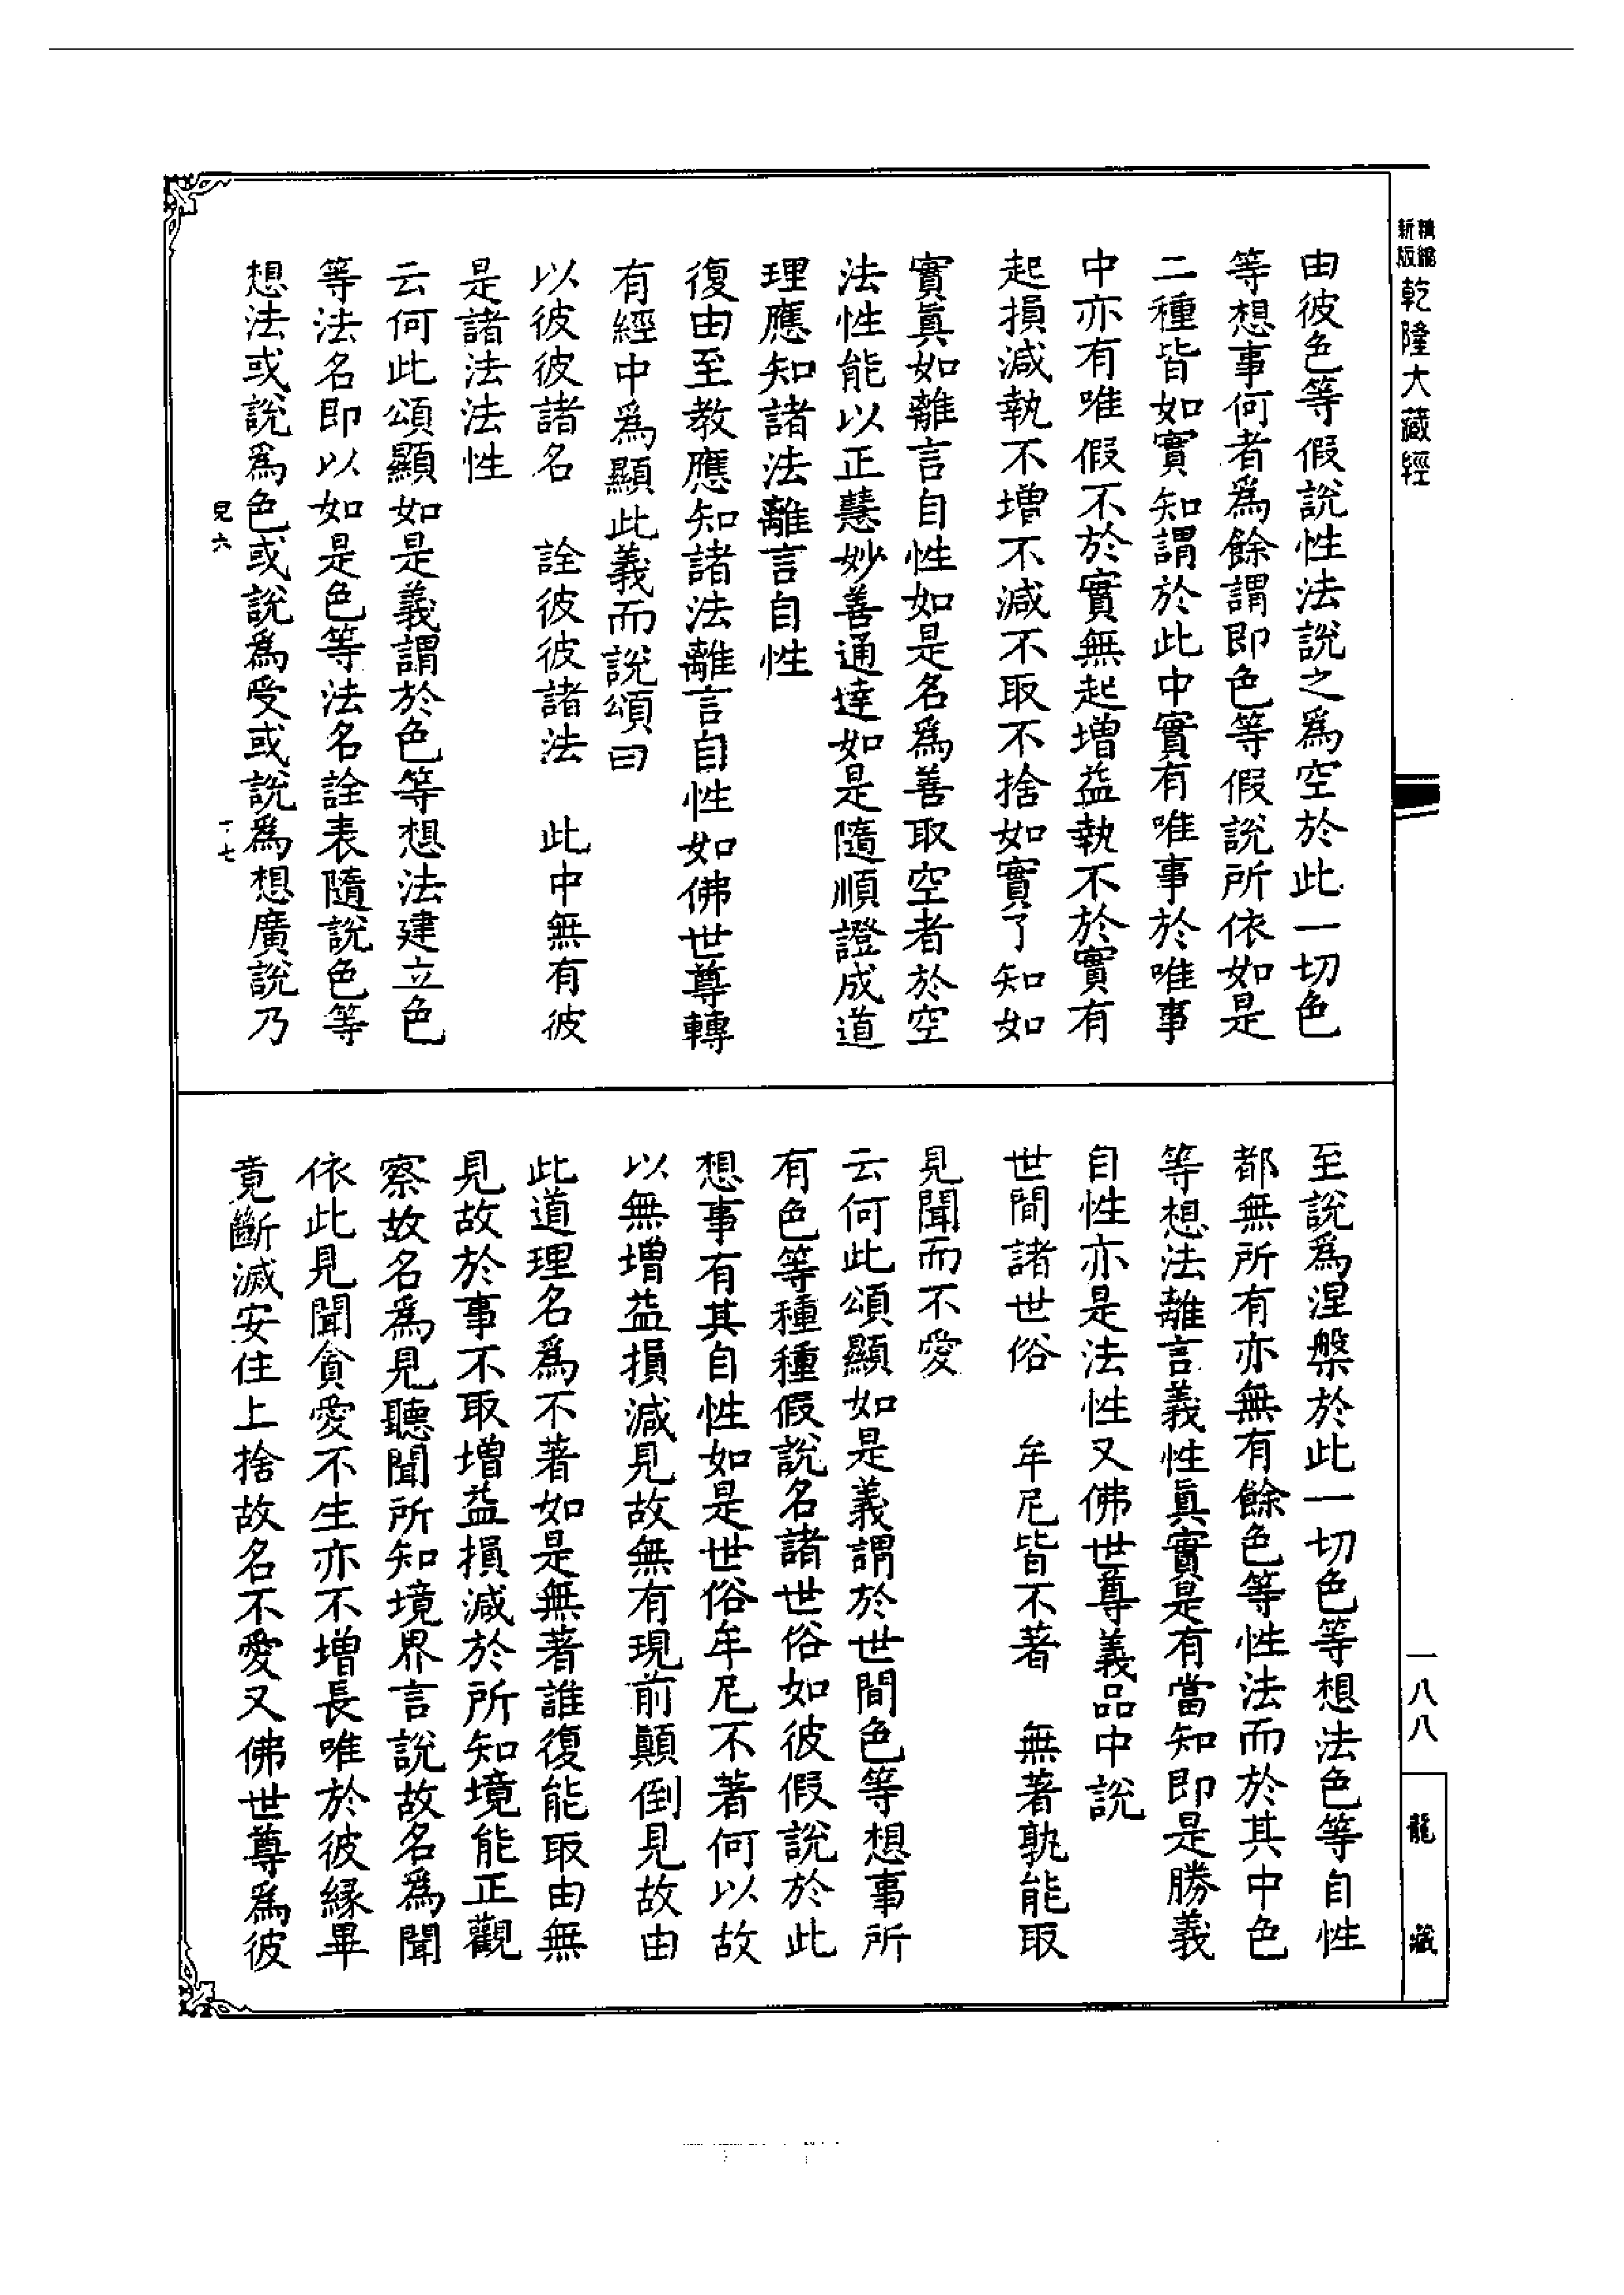 新版精縮
乾隆大藏經
由彼色等假說性法說之爲空於此一切色
等想事何者爲餘謂即色等假說所依如是
二種皆如實知謂於此中實有唯事於唯事
中亦有唯假不於實無起增益執不於實有
起損減執不增不減不取不捨如實了知如
實真如離言自性如是名爲善取空者於空
法性能以正慧妙善通達如是隨順證成道
理應知諸法離言自性
復由至教應知諸法離言自性如佛世尊轉
有經中爲顯此義而說頌曰
以彼彼諸名　詮彼彼諸法　此中無有彼
是諸法法性
云何此頌顯如是義謂於色等想法建立色
等法名即以如是色等法名詮表隨說色等
想法或說爲色或說爲受或說爲想廣說乃
見六
至說爲涅槃於此一切色等想法色等自性
都無所有亦無有餘色等性法而於其中色
等想法離言義性真實是有當知即是勝義
自性亦是法性又佛世尊義品中說
世間諸世俗　牟尼皆不著　無著孰能取
見聞而不愛
云何此頌顯如是義謂於世間色等想事所
有色等種種假說名諸世俗如彼假說於此
想事有其自性如是世俗牟尼不著何以故
以無增益損減見故無有現前顛倒見故由
此道理名爲不著如是無著誰復能取由無
見故於事不取增益損減於所知境能正觀
察故名爲見聽聞所知境界言說故名爲聞
依此見聞貪愛不生亦不增長唯於彼緣畢
竟斷滅安住上捨故名不愛又佛世尊爲彼
一八八
龍藏